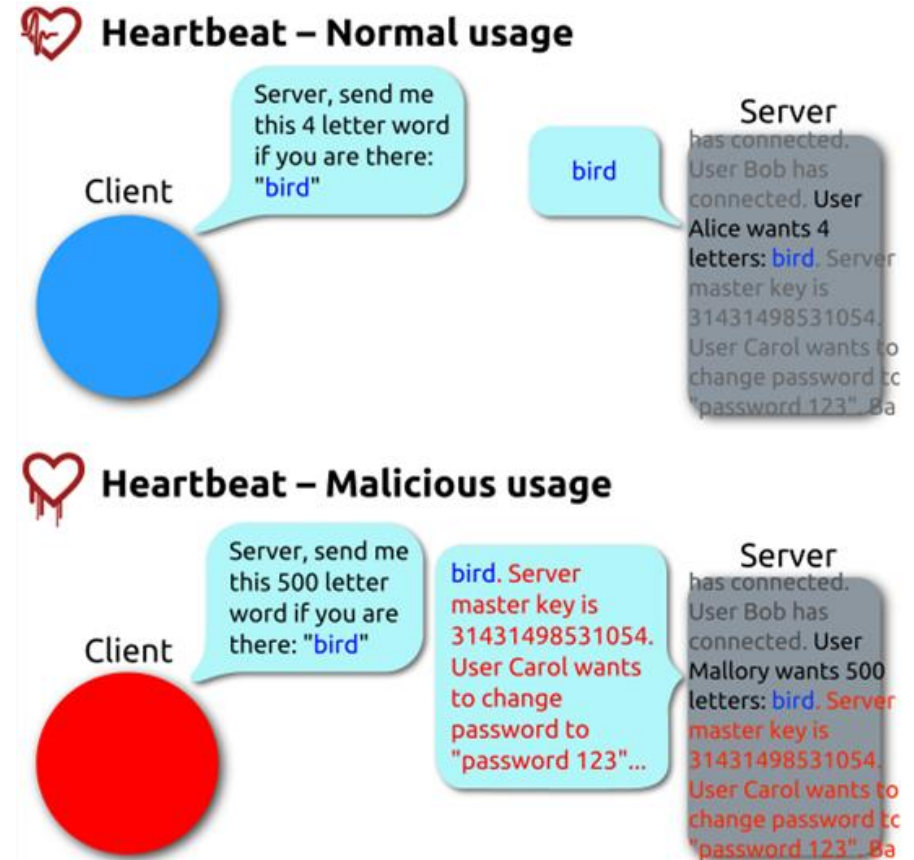 Heartbeat – Normal usage
Server, send me
this 4 letter word
if you are there:
"bird"
Client
bird
Server
has connected.
User Bob has
connected. User
Alice wants 4
letters: bird. Server
master key is
31431498531054.
User Carol wants to
change password to
"password 123". Ba
Heartbeat – Malicious usage
Server, send me
this 500 letter
word if you are
there: "bird"
Client
bird. Server
master key is
31431498531054.
User Carol wants
to change
password to
"password 123"...
Server
has connected.
User Bob has
connected. User
Mallory wants 500
letters: bird. Server
master key is
31431498531054.
User Carol wants to
change password to
"password 123". Ba